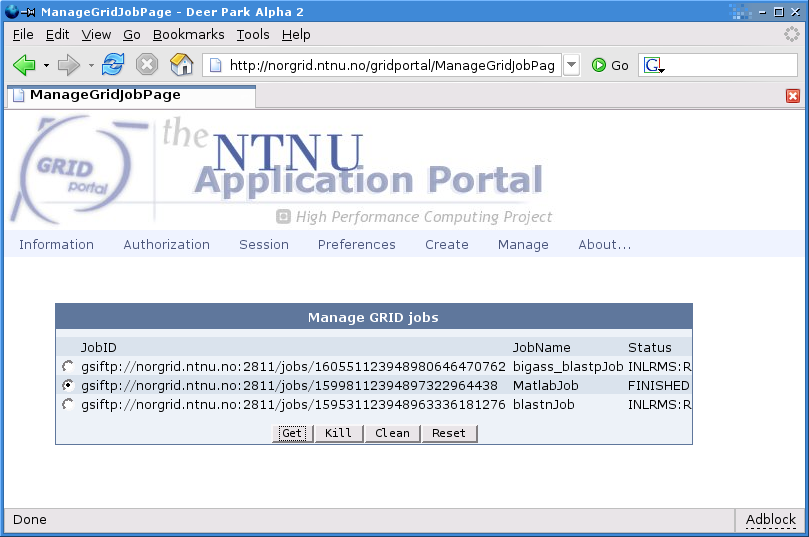 ManageGridJobPage - Deer Park Alpha 2
File Edit View Go Bookmarks Tools Help
http://norgrid.ntnu.no/gridportal/ManageGridJobPag Go G
ManageGridJobPage
GRID portal
the NTNU
Application Portal
High Performance Computing Project
Information Authorization Session Preferences Create Manage About...
Manage GRID jobs
JobID JobName Status
gsiftp://norgrid.ntnu.no:2811/jobs/160551123948980646470762 bigass_blastpJob INLRMS:R
gsiftp://norgrid.ntnu.no:2811/jobs/15998112394897322964438 MatlabJob FINISHED
gsiftp://norgrid.ntnu.no:2811/jobs/159531123948963336181276 blastnJob INLRMS:R
Get Kill Clean Reset
Done Adblock